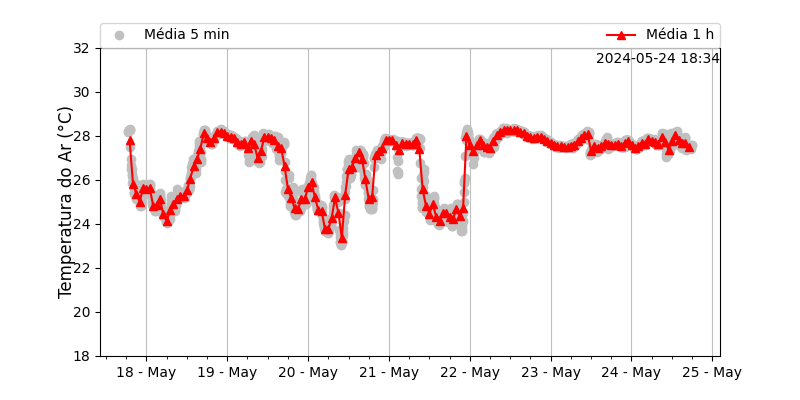 Média 5 min
Média 1 h
2024-05-24 18:34
Temperatura do Ar (°C)
32
30
28
26
24
22
20
18
18 - May
19 - May
20 - May
21 - May
22 - May
23 - May
24 - May
25 - May